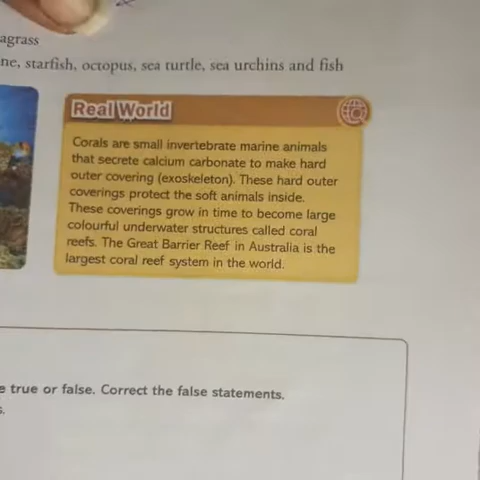 agrass
ne, starfish, octopus, sea turtle, sea urchins and fish
Real World
Corals are small invertebrate marine animals
that secrete calcium carbonate to make hard
outer covering (exoskeleton). These hard outer
coverings protect the soft animals inside.
These coverings grow in time to become large
colourful underwater structures called coral
reefs. The Great Barrier Reef in Australia is the
largest coral reef system in the world.
e true or false. Correct the false statements.
s.